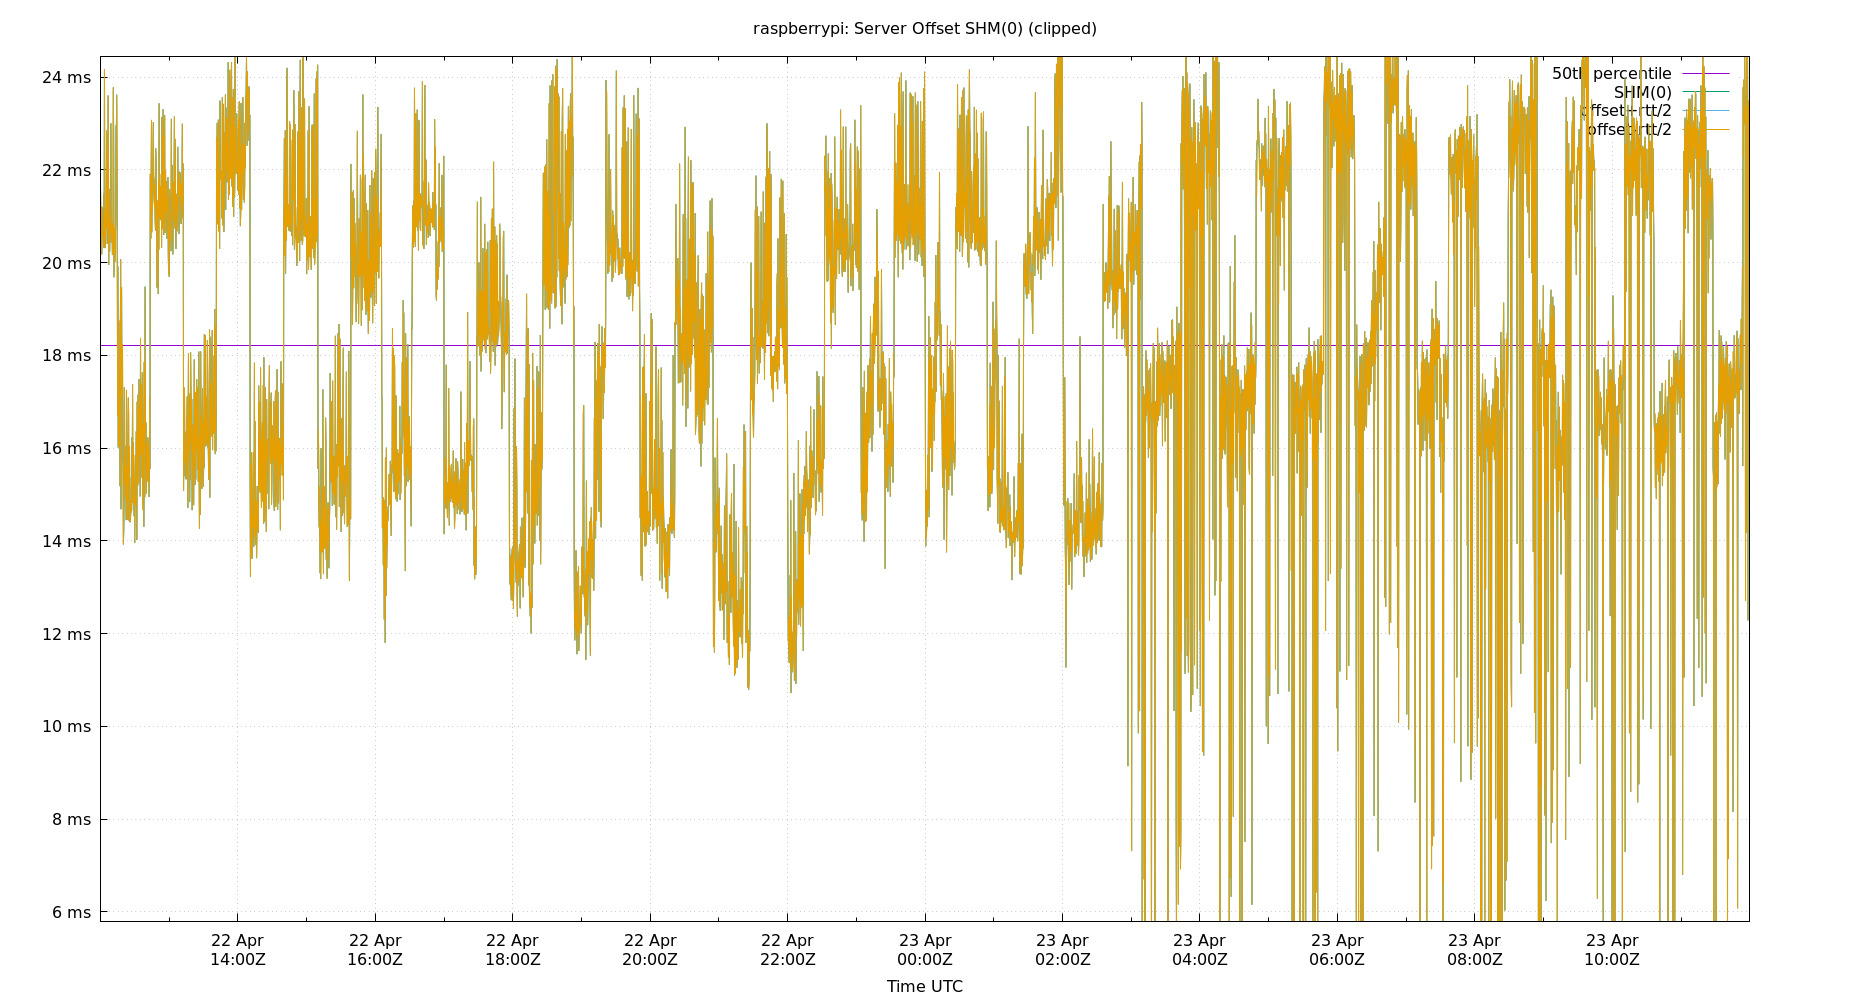 raspberrypi: Server Offset SHM(0) (clipped)
24 ms
22 ms
20 ms
18 ms
16 ms
14 ms
12 ms
10 ms
8 ms
6 ms
50th percentile
SHM(0)
offset-rtt/2
offset+rtt/2
22 Apr
14:00Z
22 Apr
16:00Z
22 Apr
18:00Z
22 Apr
20:00Z
22 Apr
22:00Z
23 Apr
00:00Z
23 Apr
02:00Z
23 Apr
04:00Z
23 Apr
06:00Z
23 Apr
08:00Z
23 Apr
10:00Z
Time UTC